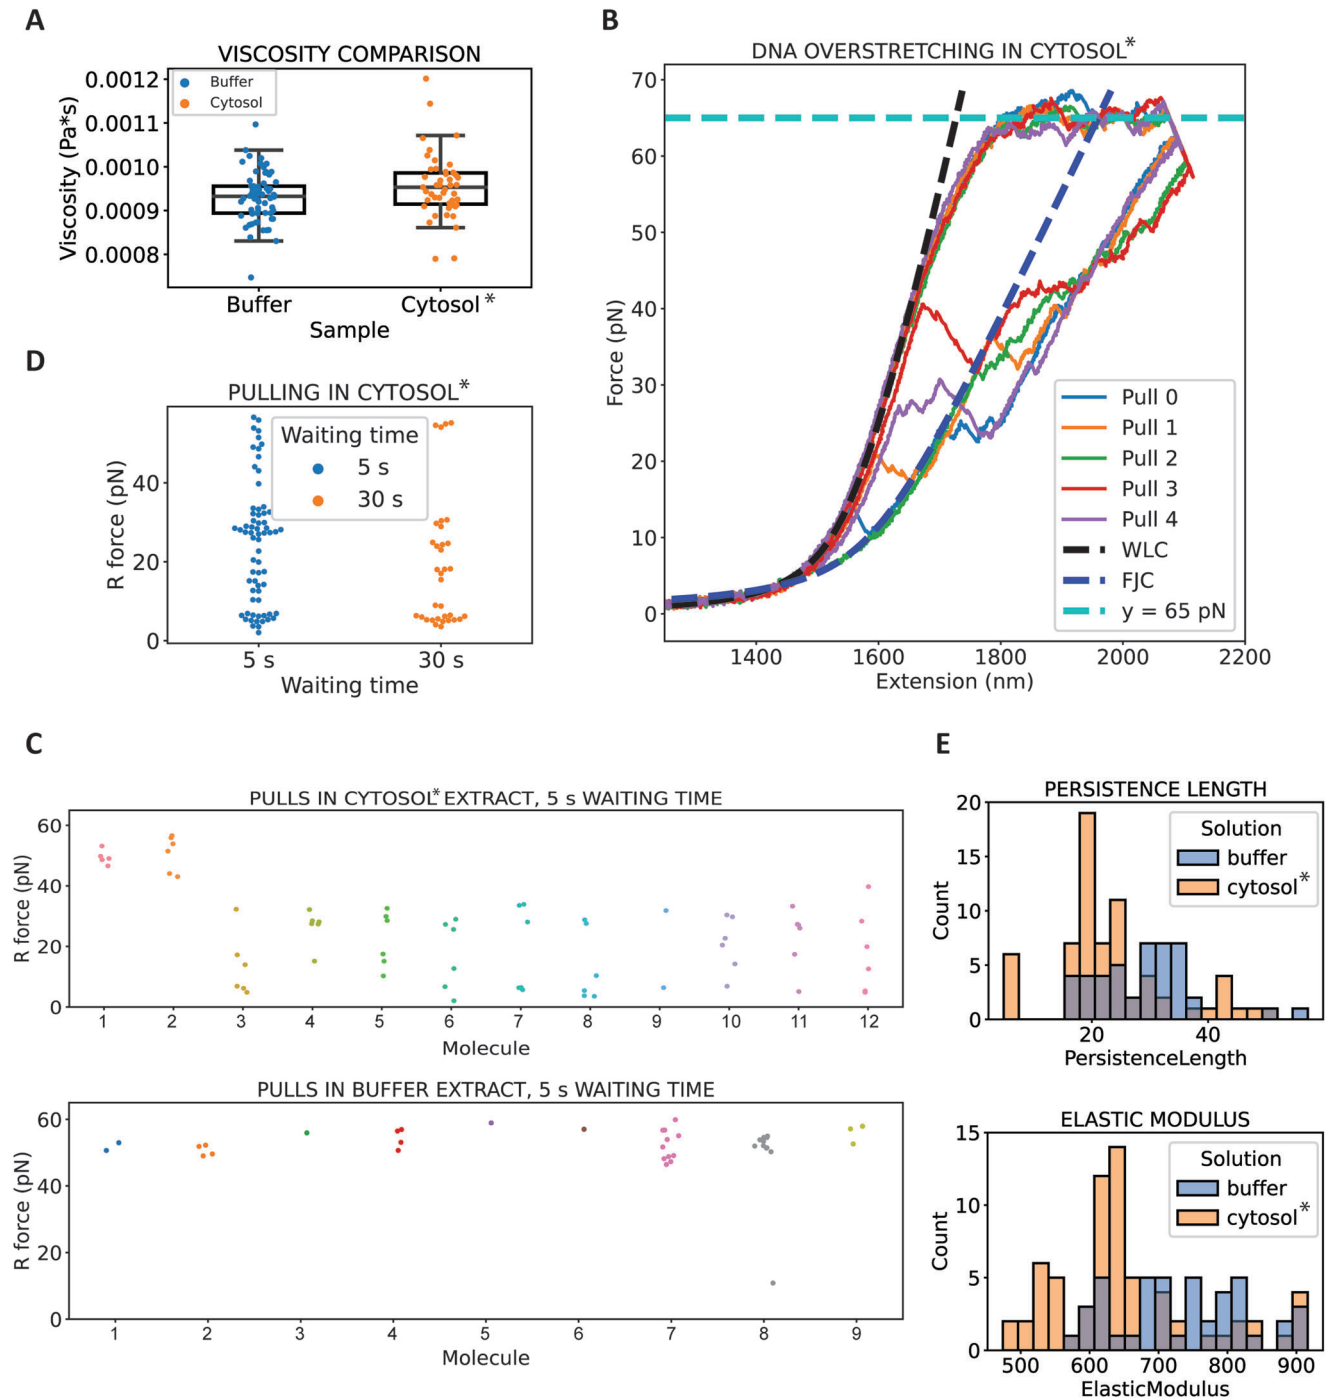 A
VISCOSITY COMPARISON
Viscosity (Pa*s)
0.0012
0.0011
0.0010
0.0009
0.0008
Buffer
Cytosol
Buffer
Cytosol*
Sample
B
DNA OVERSTRETCHING IN CYTOSOL*
Force (pN)
70
60
50
40
30
20
10
0
Pull 0
Pull 1
Pull 2
Pull 3
Pull 4
WLC
FJC
y = 65 pN
1400
1600
1800
2000
2200
Extension (nm)
D
PULLING IN CYTOSOL*
R force (pN)
40
20
0
Waiting time
5 s
30 s
5 s
30 s
Waiting time
C
PULLS IN CYTOSOL* EXTRACT, 5 s WAITING TIME
R force (pN)
60
40
20
0
1
2
3
4
5
6
7
8
9
10
11
12
Molecule
PULLS IN BUFFER EXTRACT, 5 s WAITING TIME
R force (pN)
60
40
20
0
1
2
3
4
5
6
7
8
9
Molecule
E
PERSISTENCE LENGTH
Count
20
15
10
5
0
Solution
buffer
cytosol*
20
40
PersistenceLength
ELASTIC MODULUS
Count
15
10
5
0
Solution
buffer
cytosol*
500
600
700
800
900
ElasticModulus